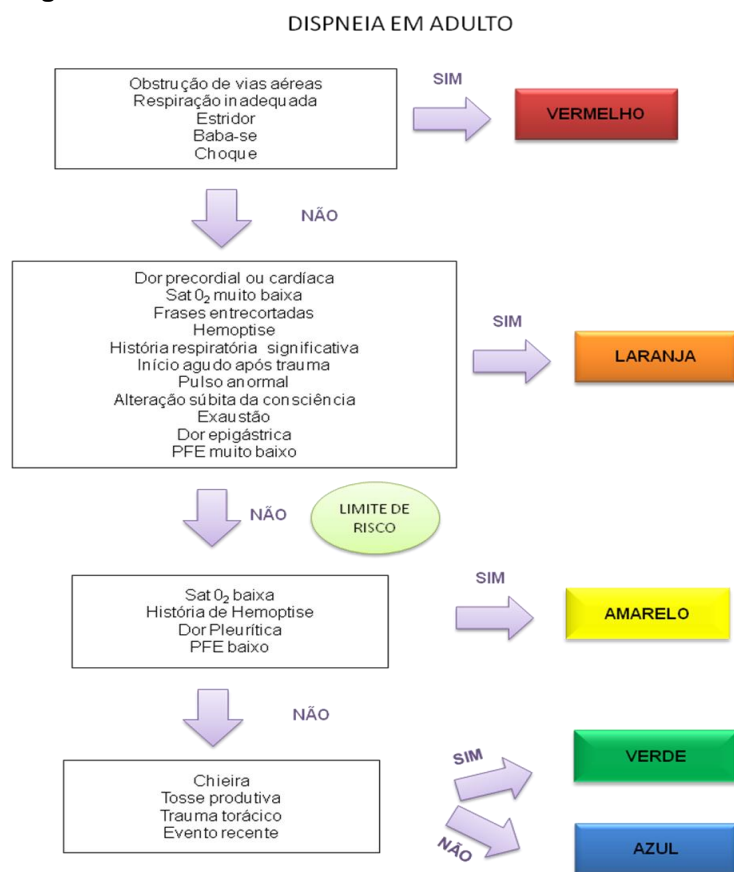 DISPNEIA EM ADULTO
Obstrução de vias aéreas
Respiração inadequada
Estridor
Baba-se
Choque
SIM
VERMELHO
NÃO
Dor precordial ou cardíaca
Sat 0₂ muito baixa
Frases entrecortadas
Hemoptise
História respiratória significativa
Início agudo após trauma
Pulso anormal
Alteração súbita da consciência
Exaustão
Dor epigástrica
PFE muito baixo
SIM
LARANJA
NÃO
LIMITE DE
RISCO
Sat 0₂ baixa
História de Hemoptise
Dor Pleurítica
PFE baixo
SIM
AMARELO
NÃO
Chieira
Tosse produtiva
Trauma torácico
Evento recente
SIM
VERDE
NÃO
AZUL